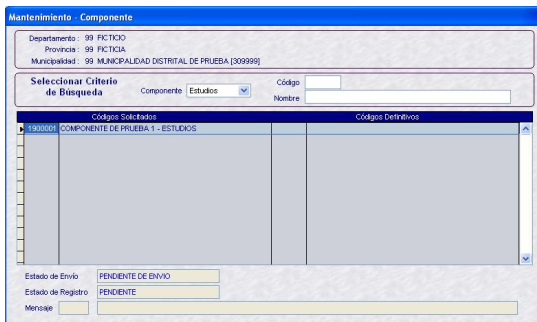 Mantenimiento - Componente
Departamento : 99 FICTICIO
Provincia : 99 FICTICIA
Municipalidad : 99 MUNICIPALIDAD DISTRITAL DE PRUEBA [309999]
Seleccionar Criterio
de Búsqueda
Componente Estudios
Código
Nombre
Códigos Solicitados Códigos Definitivos
1900001 COMPONENTE DE PRUEBA 1 - ESTUDIOS
Estado de Envío PENDIENTE DE ENVIO
Estado de Registro PENDIENTE
Mensaje